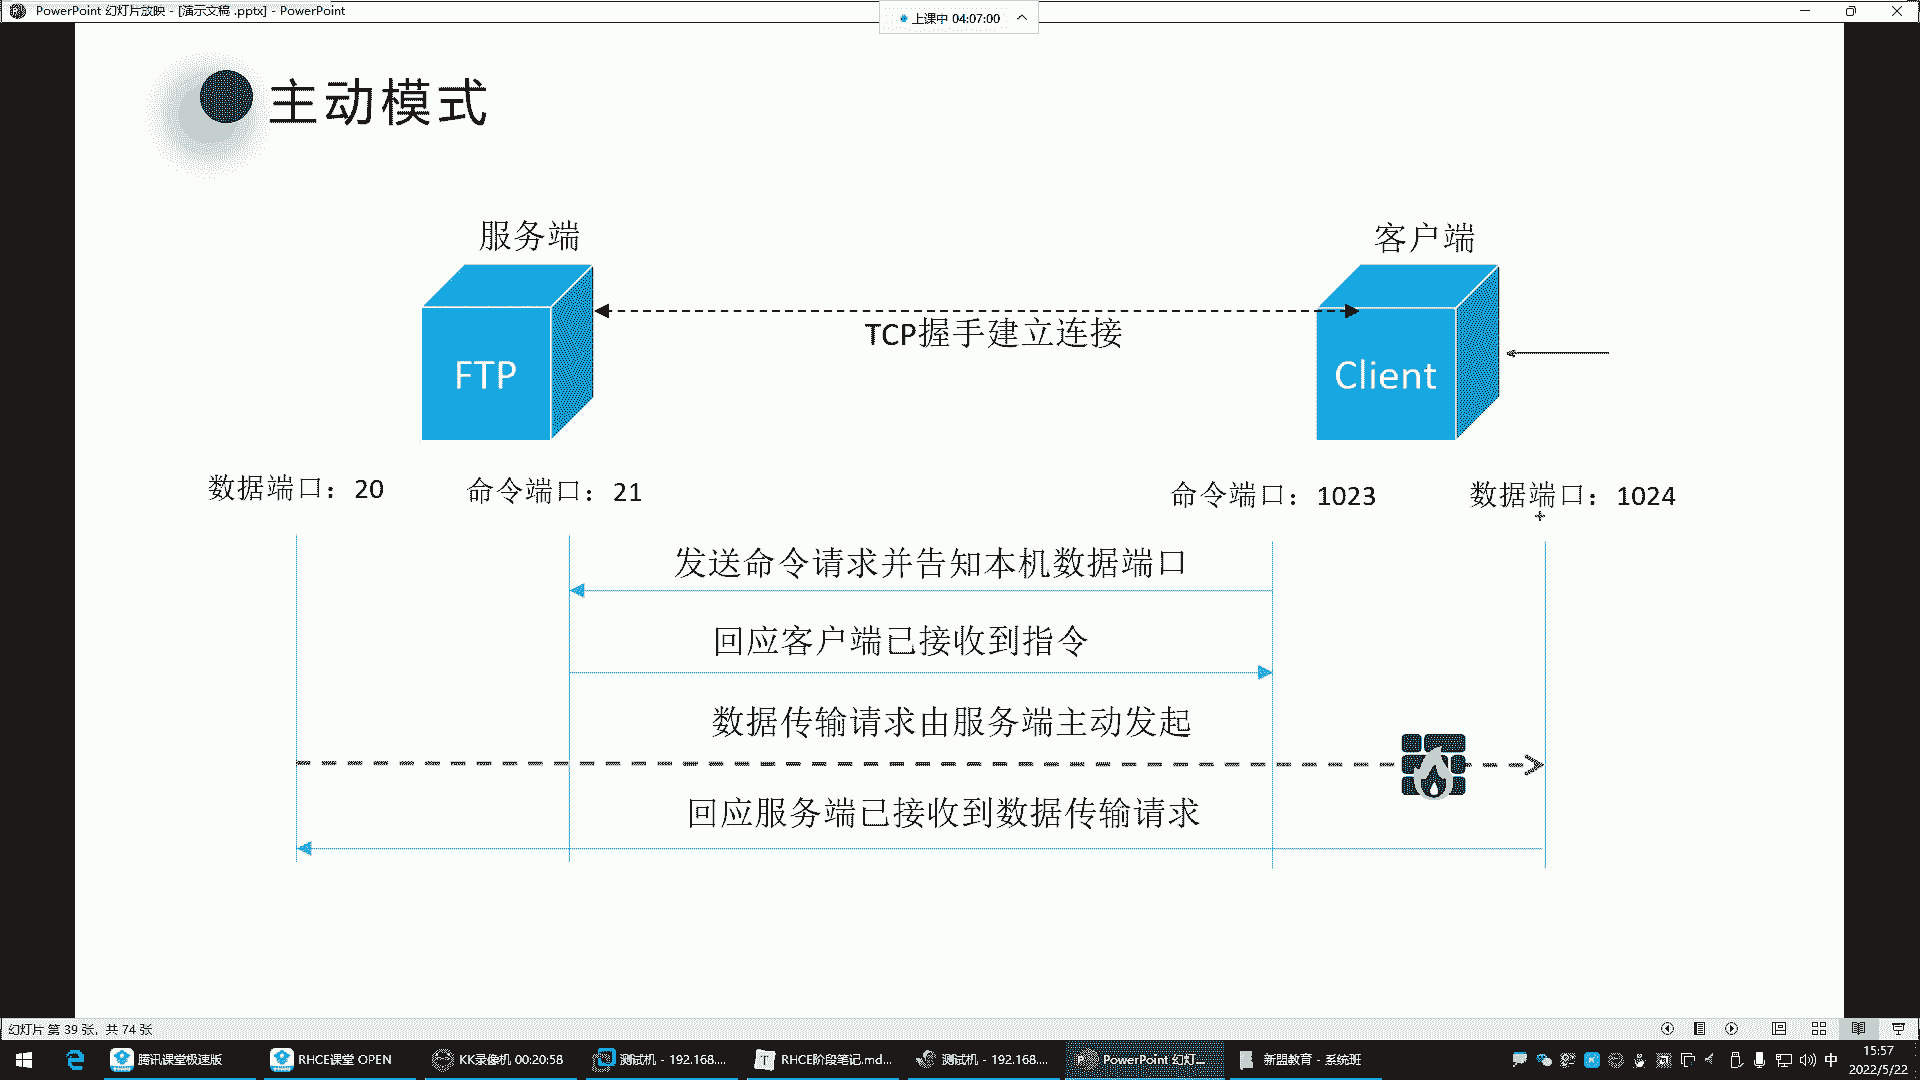 PowerPoint 幻灯片放映 - [演示文稿 .pptx] - PowerPoint
上课中 04:07:00
主动模式
服务端
客户端
TCP握手建立连接
FTP
Client
数据端口：20
命令端口：21
命令端口：1023
数据端口：1024
发送命令请求并告知本机数据端口
回应客户端已接收到指令
数据传输请求由服务端主动发起
回应服务端已接收到数据传输请求
幻灯片 第 39 张，共 74 张
腾讯课堂极速版
RHCE课堂 OPEN
KK录像机 00:20:58
测试机 - 192.168....
RHCE阶段笔记.md...
测试机 - 192.168....
PowerPoint 幻灯...
新盟教育 - 系统班
中
15:57
2022/5/22